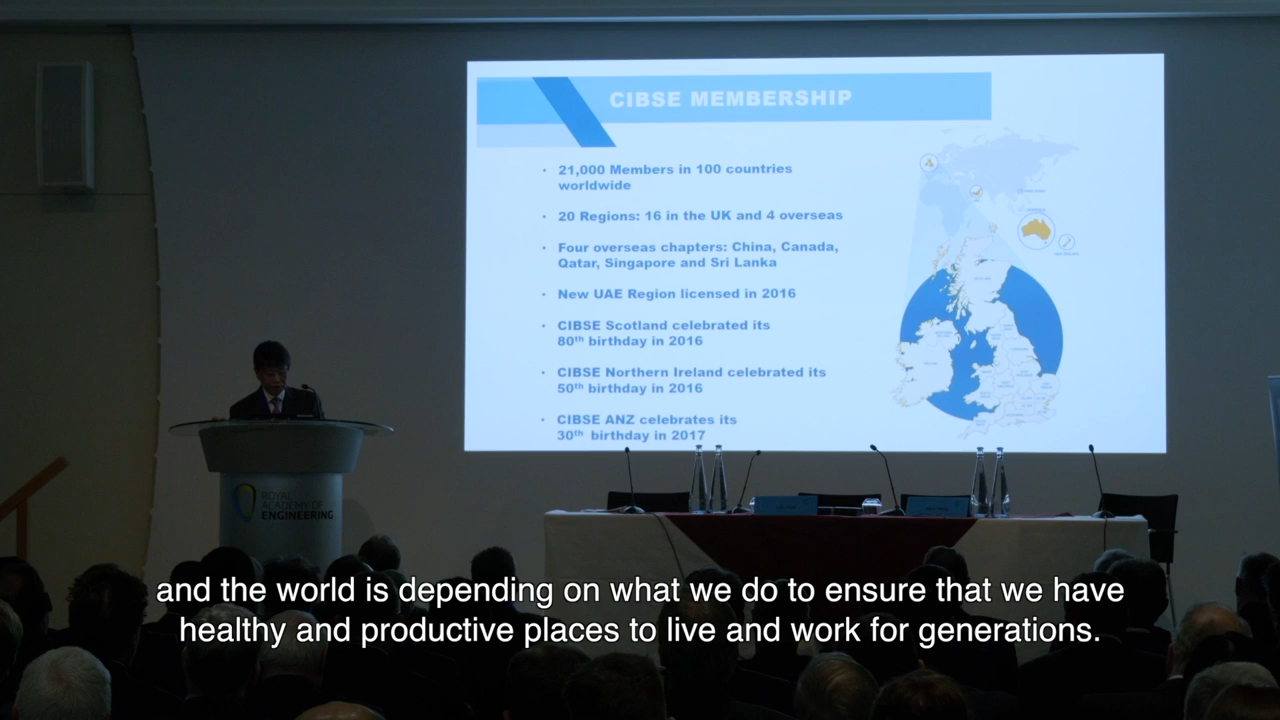 CIBSE MEMBERSHIP
• 21,000 Members in 100 countries
worldwide
• 20 Regions: 16 in the UK and 4 overseas
• Four overseas chapters: China, Canada,
Qatar, Singapore and Sri Lanka
• New UAE Region licensed in 2016
• CIBSE Scotland celebrated its
80th birthday in 2016
• CIBSE Northern Ireland celebrated its
50th birthday in 2016
• CIBSE ANZ celebrates its
30th birthday in 2017
ROYAL
ACADEMY OF
ENGINEERING
and the world is depending on what we do to ensure that we have
healthy and productive places to live and work for generations.